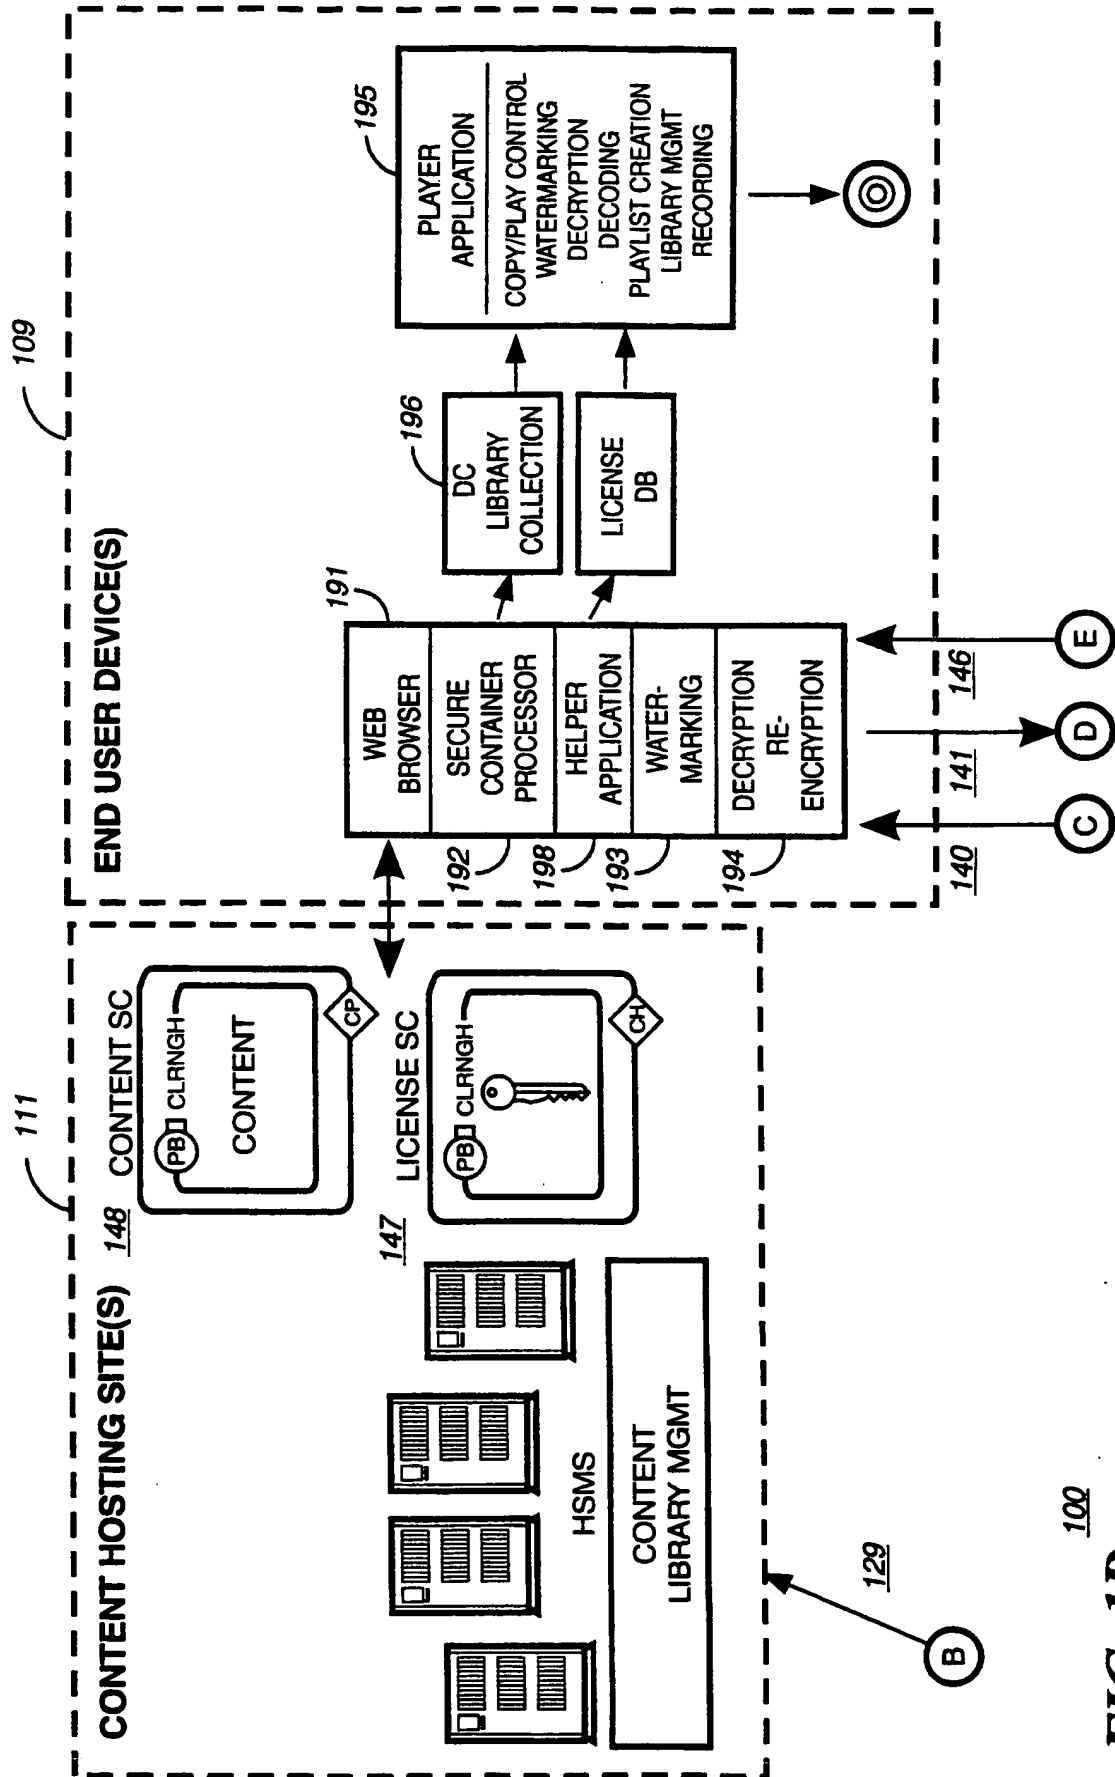 111
109
CONTENT HOSTING SITE(S)
148
CONTENT SC
PB
CLRNGH
CONTENT
CP
147
LICENSE SC
PB
CLRNGH
CH
HSMS
CONTENT
LIBRARY MGMT
129
B
END USER DEVICE(S)
191
WEB
BROWSER
192
SECURE
CONTAINER
PROCESSOR
198
HELPER
APPLICATION
193
WATER-
MARKING
194
DECRYPTION
RE-
ENCRYPTION
196
DC
LIBRARY
COLLECTION
LICENSE
DB
195
PLAYER
APPLICATION
COPY/PLAY CONTROL
WATERMARKING
DECRYPTION
DECODING
PLAYLIST CREATION
LIBRARY MGMT
RECORDING
140
141
146
C
D
E
100
FIG. 1D